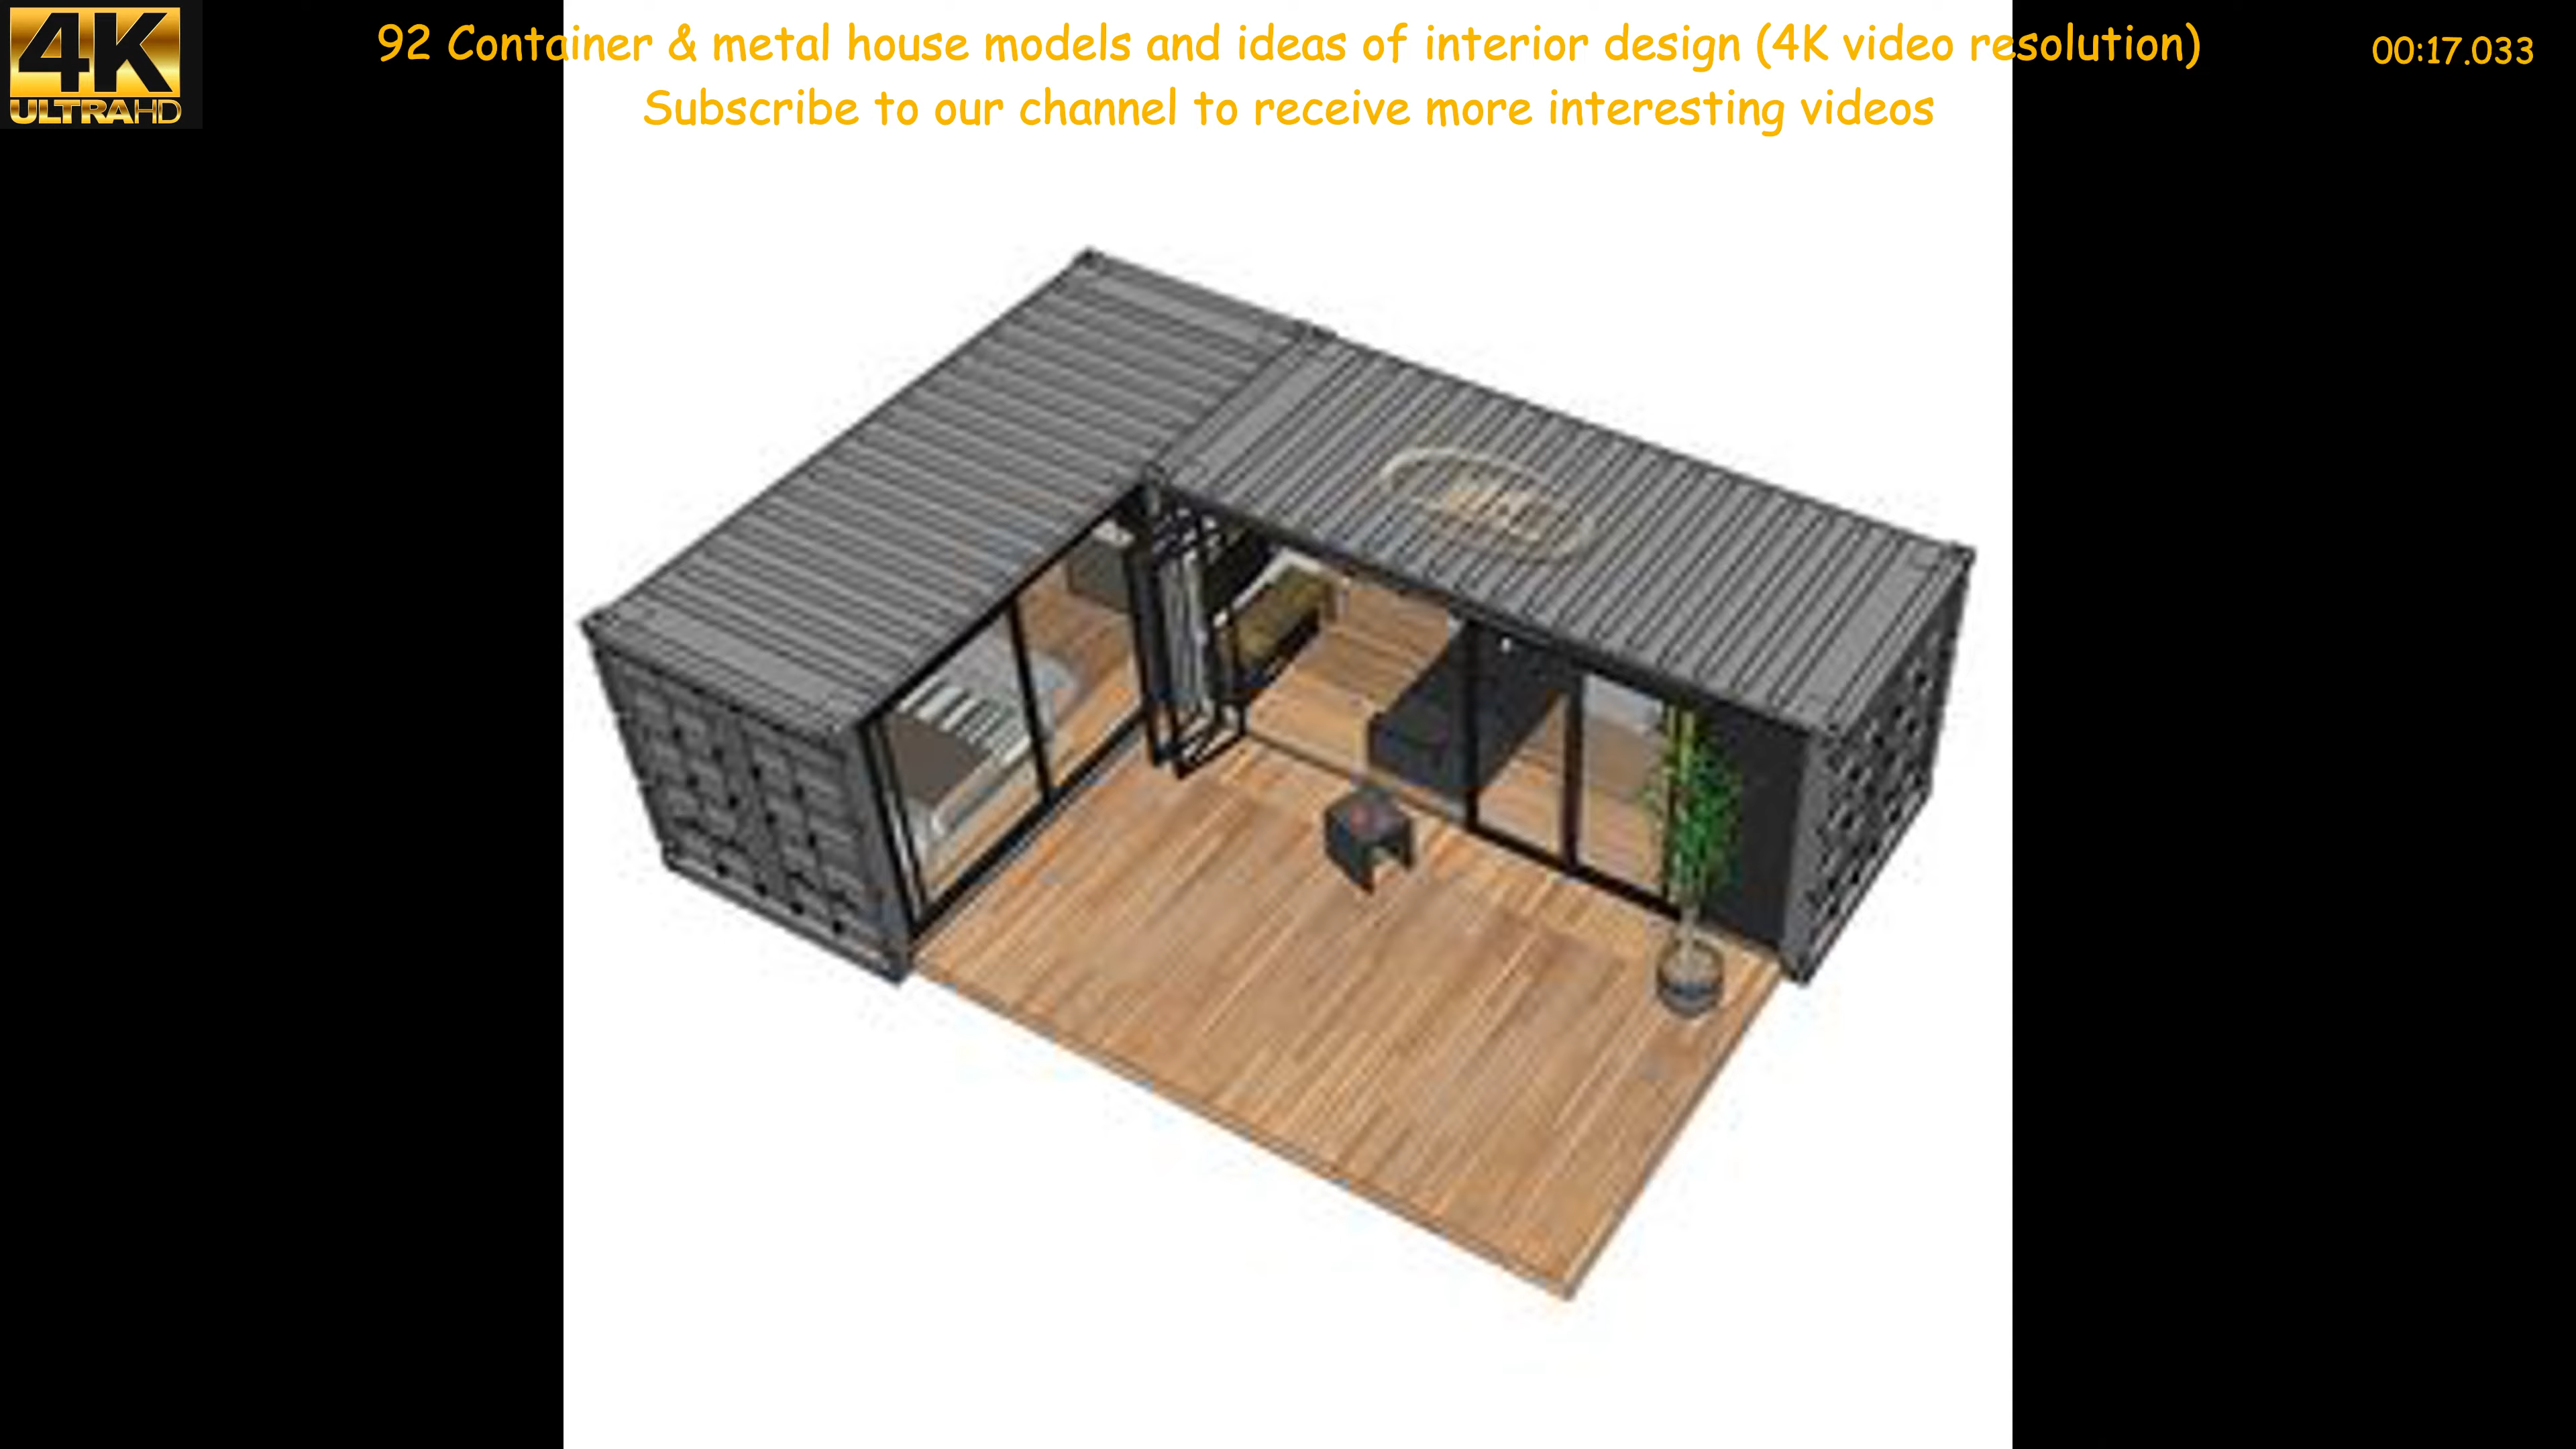 4K
ULTRAHD
92 Container & metal house models and ideas of interior design (4K video resolution)
00:17.033
Subscribe to our channel to receive more interesting videos